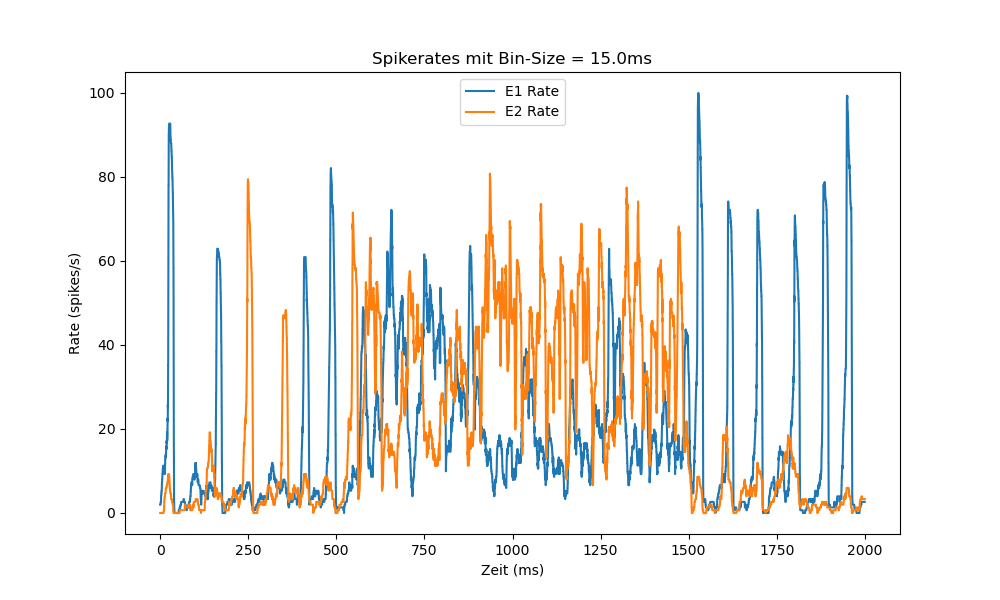 Spikerates mit Bin-Size = 15.0ms
E1 Rate
E2 Rate
Rate (spikes/s)
100
80
60
40
20
0
0 250 500 750 1000 1250 1500 1750 2000
Zeit (ms)